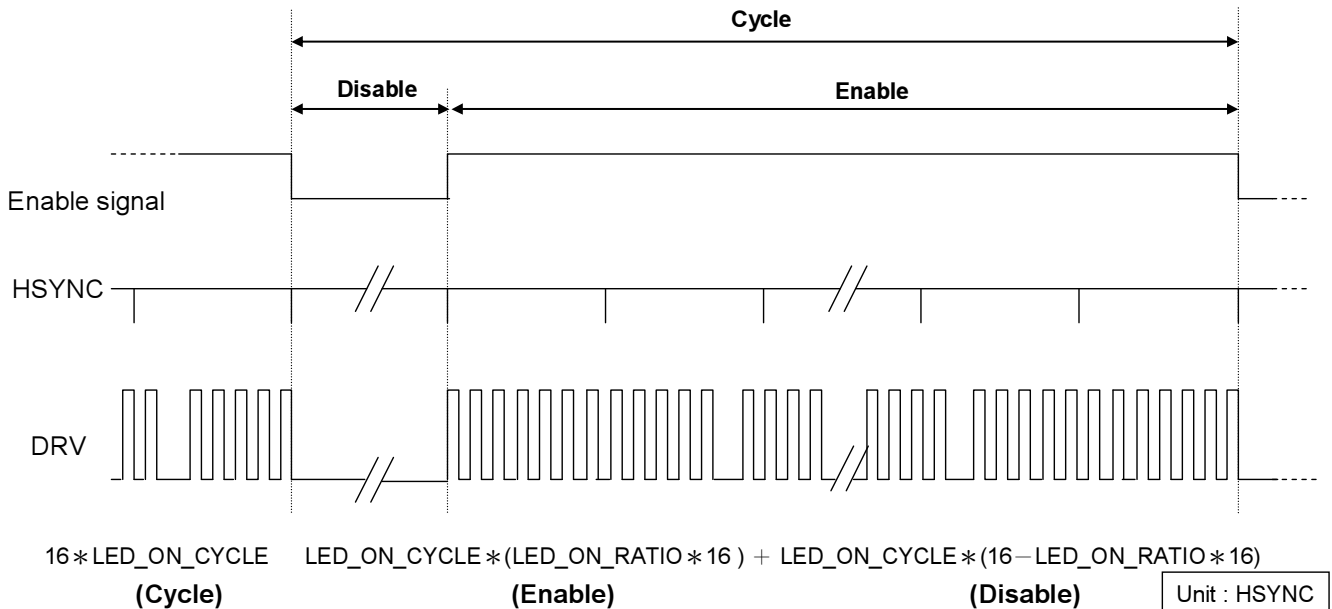 Cycle
Disable
Enable
Enable signal
HSYNC
DRV
16*LED_ON_CYCLE LED_ON_CYCLE*(LED_ON_RATIO*16 ) + LED_ON_CYCLE*(16-LED_ON_RATIO*16)
(Cycle) (Enable) (Disable)
Unit : HSYNC